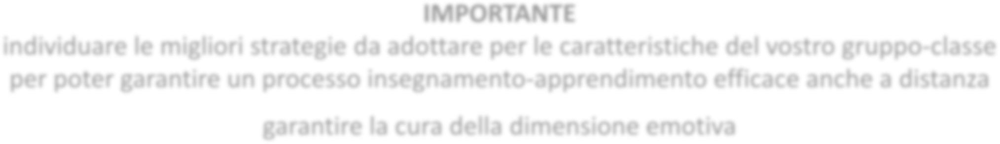 IMPORTANTE
individuare le migliori strategie da adottare per le caratteristiche del vostro gruppo-classe
per poter garantire un processo insegnamento-apprendimento efficace anche a distanza
garantire la cura della dimensione emotiva